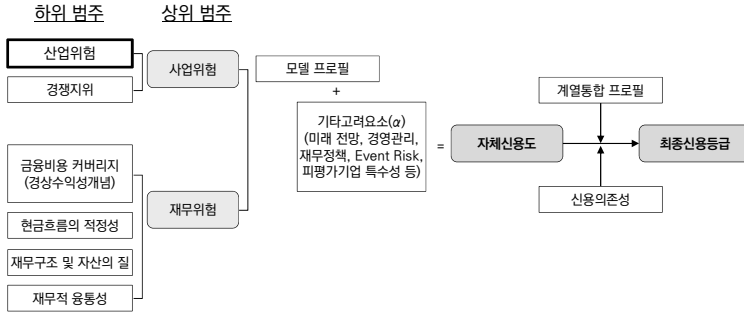 하위 범주
상위 범주
산업위험
경쟁지위
사업위험
금융비용 커버리지
(경상수익성개념)
현금흐름의 적정성
재무구조 및 자산의 질
재무적 융통성
재무위험
모델 프로필
+
기타고려요소(α)
(미래 전망, 경영관리,
재무정책, Event Risk,
피평가기업 특수성 등)
=
자체신용도
계열통합 프로필
신용의존성
최종신용등급